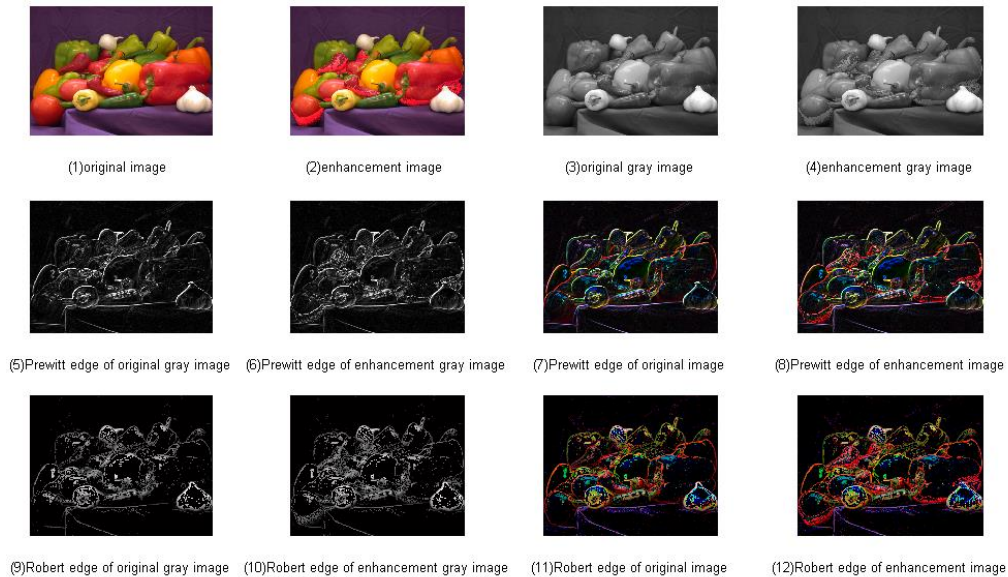 (1)original image
(2)enhancement image
(3)original gray image
(4)enhancement gray image
(5)Prewitt edge of original gray image
(6)Prewitt edge of enhancement gray image
(7)Prewitt edge of original image
(8)Prewitt edge of enhancement image
(9)Robert edge of original gray image
(10)Robert edge of enhancement gray image
(11)Robert edge of original image
(12)Robert edge of enhancement image